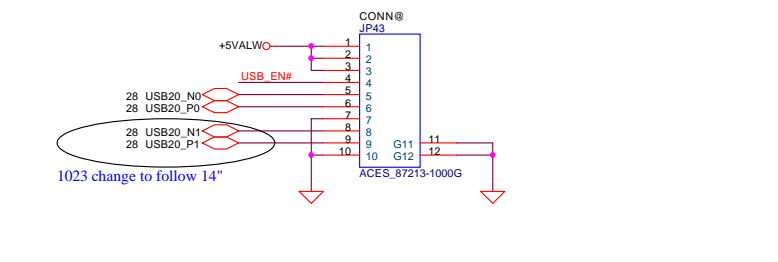 CONN@
JP43
+5VALW
1 1
2 2
3 3
USB_EN# 4 4
28 USB20_N0 5 5
28 USB20_P0 6 6
7 7
28 USB20_N1 8 8
28 USB20_P1 9 9 G11 11
10 10 G12 12
ACES_87213-1000G
1023 change to follow 14"